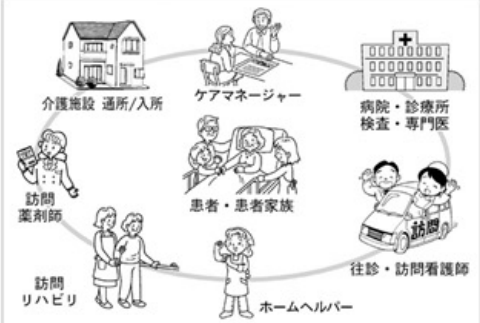 ケアマネージャー
介護施設 通所/入所
病院・診療所
検査・専門医
患者・患者家族
訪問
薬剤師
訪問
往診・訪問看護師
訪問
リハビリ
ホームヘルパー